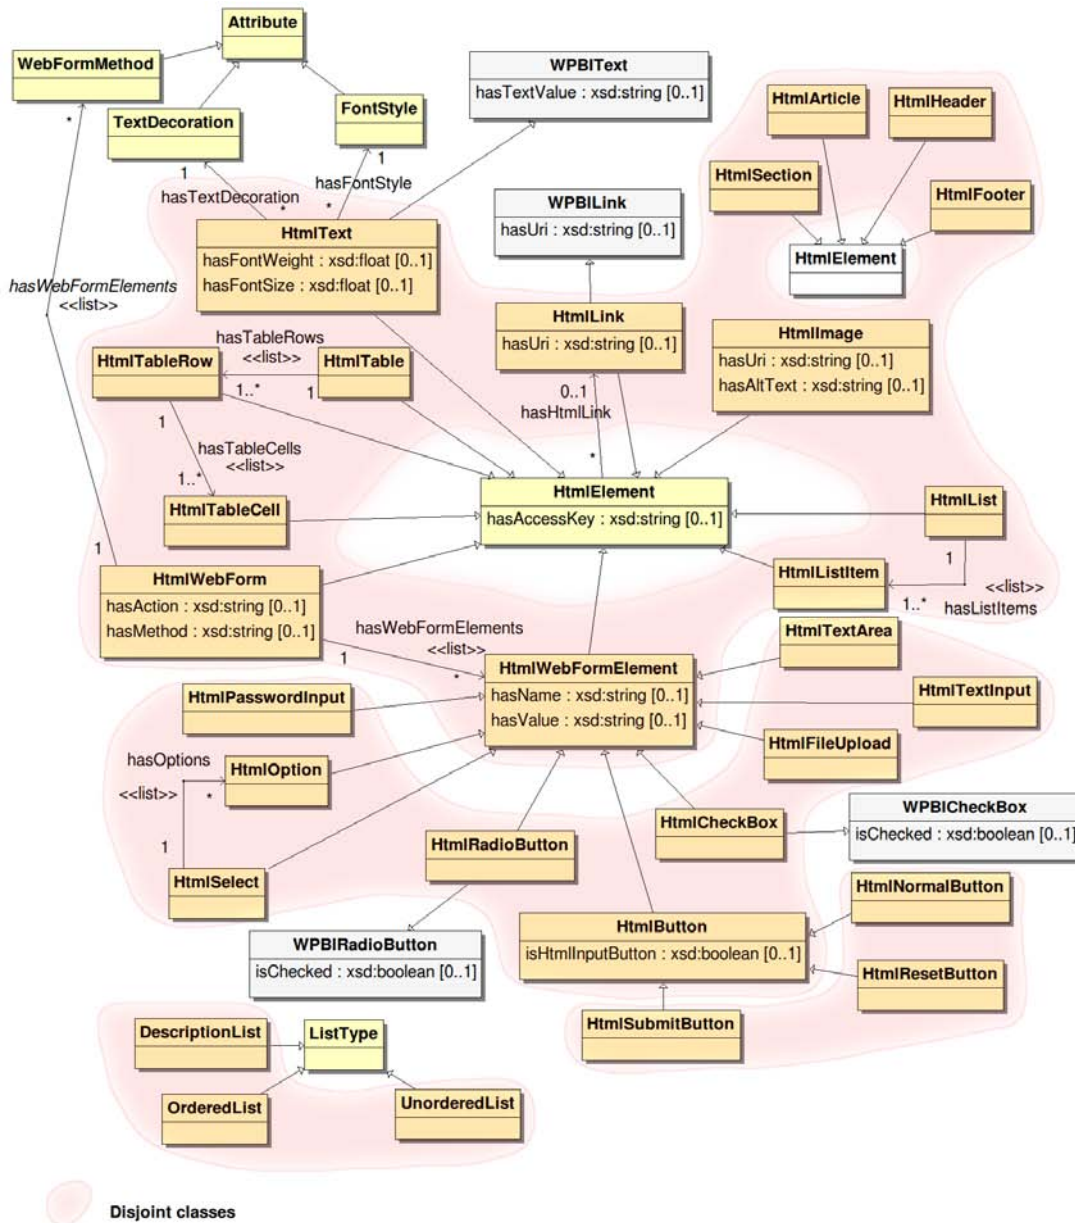 Attribute
WebFormMethod
WPBIText
hasTextValue : xsd:string [0..1]
HtmlArticle
HtmlHeader
TextDecoration
FontStyle
*
1
1
hasFontStyle
hasTextDecoration
*
*
HtmlSection
HtmlFooter
WPBILink
hasUri : xsd:string [0..1]
HtmlText
hasFontWeight : xsd:float [0..1]
hasFontSize : xsd:float [0..1]
HtmlElement
hasWebFormElements
<<list>>
HtmlLink
hasUri : xsd:string [0..1]
HtmlImage
hasUri : xsd:string [0..1]
hasAltText : xsd:string [0..1]
hasTableRows
<<list>>
HtmlTableRow
HtmlTable
1..*
1
0..1
hasHtmlLink
*
1
hasTableCells
<<list>>
1..*
HtmlTableCell
HtmlElement
hasAccessKey : xsd:string [0..1]
HtmlList
1
1
HtmlWebForm
hasAction : xsd:string [0..1]
hasMethod : xsd:string [0..1]
HtmlListItem
<<list>>
1..*
hasListItems
hasWebFormElements
<<list>>
1
*
HtmlTextArea
HtmlWebFormElement
hasName : xsd:string [0..1]
hasValue : xsd:string [0..1]
HtmlPasswordInput
HtmlTextInput
HtmlFileUpload
hasOptions
<<list>>
*
HtmlOption
1
HtmlSelect
HtmlRadioButton
HtmlCheckBox
WPBICheckBox
isChecked : xsd:boolean [0..1]
HtmlNormalButton
WPBIRadioButton
isChecked : xsd:boolean [0..1]
HtmlButton
isHtmlInputButton : xsd:boolean [0..1]
HtmlResetButton
HtmlSubmitButton
DescriptionList
ListType
OrderedList
UnorderedList
Disjoint classes